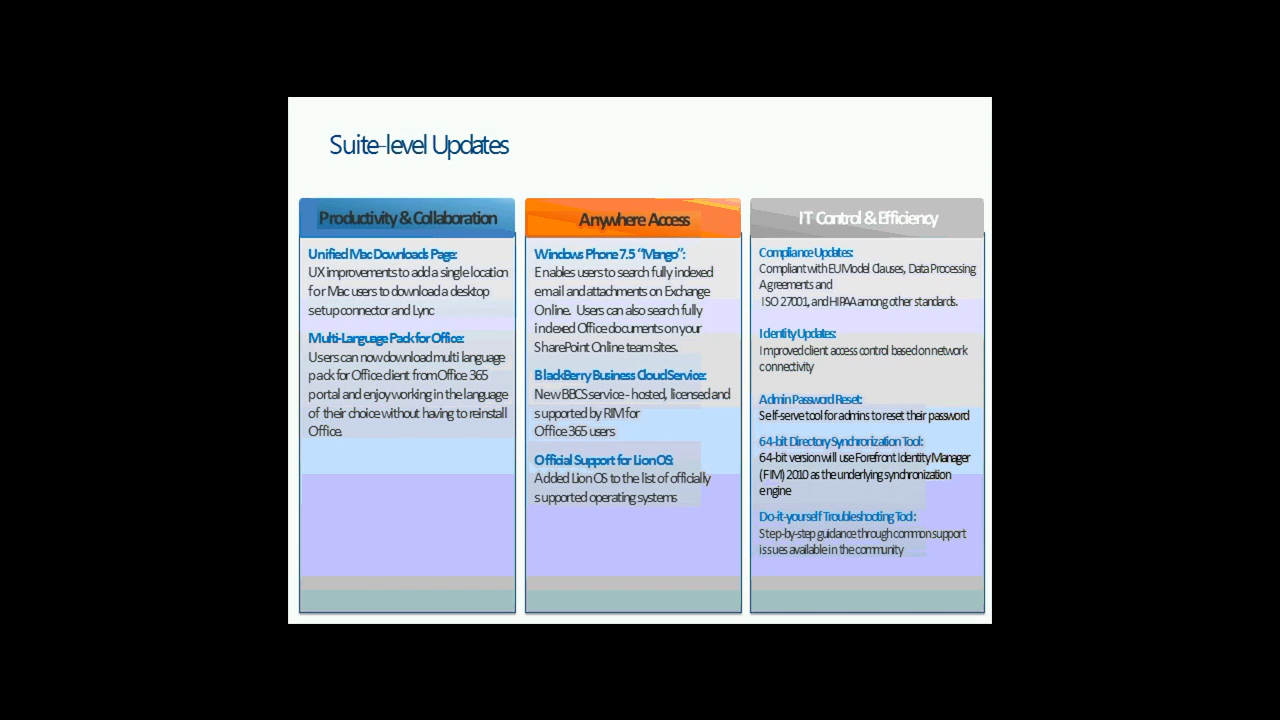 Suite-level Updates
Productivity & Collaboration
Unified Mac Downloads Page:
UX improvements to add a single location
for Mac users to download a desktop
setup connector and Lync
Multi-Language Pack for Office:
Users can now download multi language
pack for Office client from Office 365
portal and enjoy working in the language
of their choice without having to reinstall
Office.
Anywhere Access
Windows Phone 7.5 “Mango”:
Enables users to search fully indexed
email and attachments on Exchange
Online. Users can also search fully
indexed Office documents on your
SharePoint Online team sites.
BlackBerry Business Cloud Service:
New BBCS service - hosted, licensed and
supported by RIM for
Office 365 users
Official Support for Lion OS:
Added Lion OS to the list of officially
supported operating systems
IT Control & Efficiency
Compliance Updates:
Compliant with EU Model Clauses, Data Processing
Agreements and
ISO 27001, and HIPAA among other standards.
Identity Updates:
Improved client access control based on network
connectivity
Admin Password Reset:
Self-serve tool for admins to reset their password
64-bit Directory Synchronization Tool:
64-bit version will use Forefront Identity Manager
(FIM) 2010 as the underlying synchronization
engine
Do-it-yourself Troubleshooting Tool:
Step-by-step guidance through common support
issues available in the community